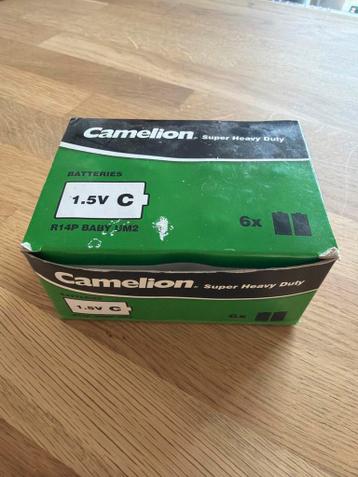 Camelion Super Heavy Duty
BATTERIES
1.5V C
R14P BABY UM2
6x
Camelion Super Heavy Duty
1.5V C
6x